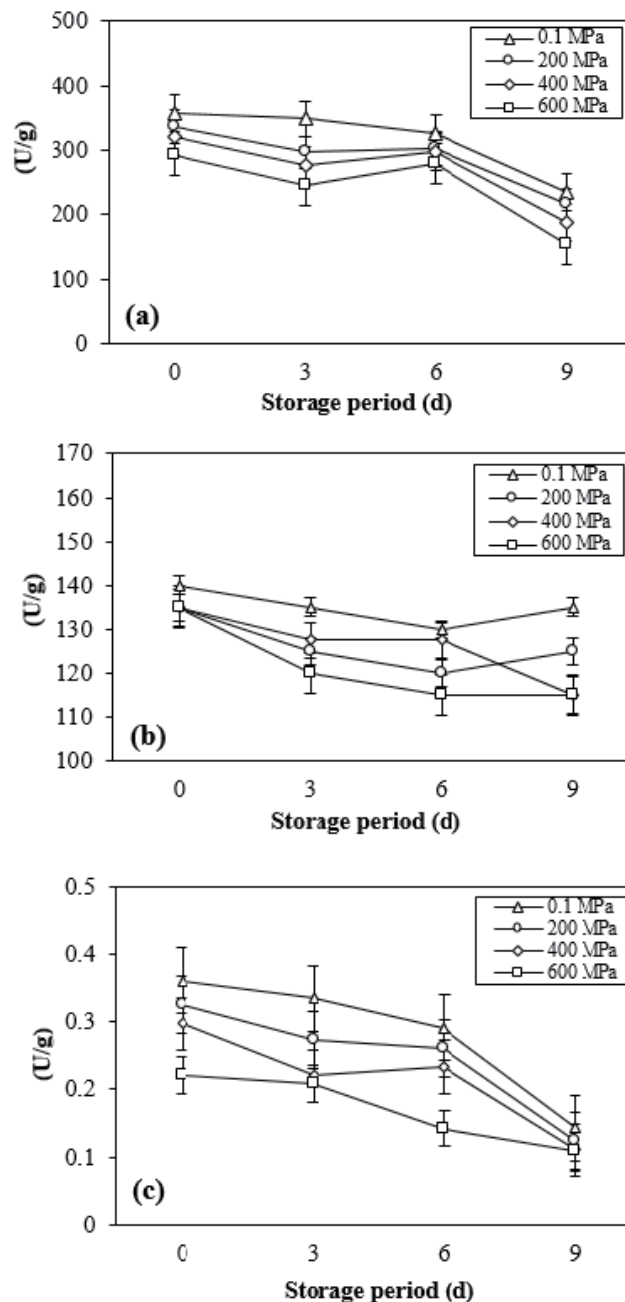 500
400
300
200
100
0
(U/g)
0.1 MPa
200 MPa
400 MPa
600 MPa
(a)
0 3 6 9
Storage period (d)
170
160
150
140
130
120
110
100
(U/g)
0.1 MPa
200 MPa
400 MPa
600 MPa
(b)
0 3 6 9
Storage period (d)
0.5
0.4
0.3
0.2
0.1
0
(U/g)
0.1 MPa
200 MPa
400 MPa
600 MPa
(c)
0 3 6 9
Storage period (d)